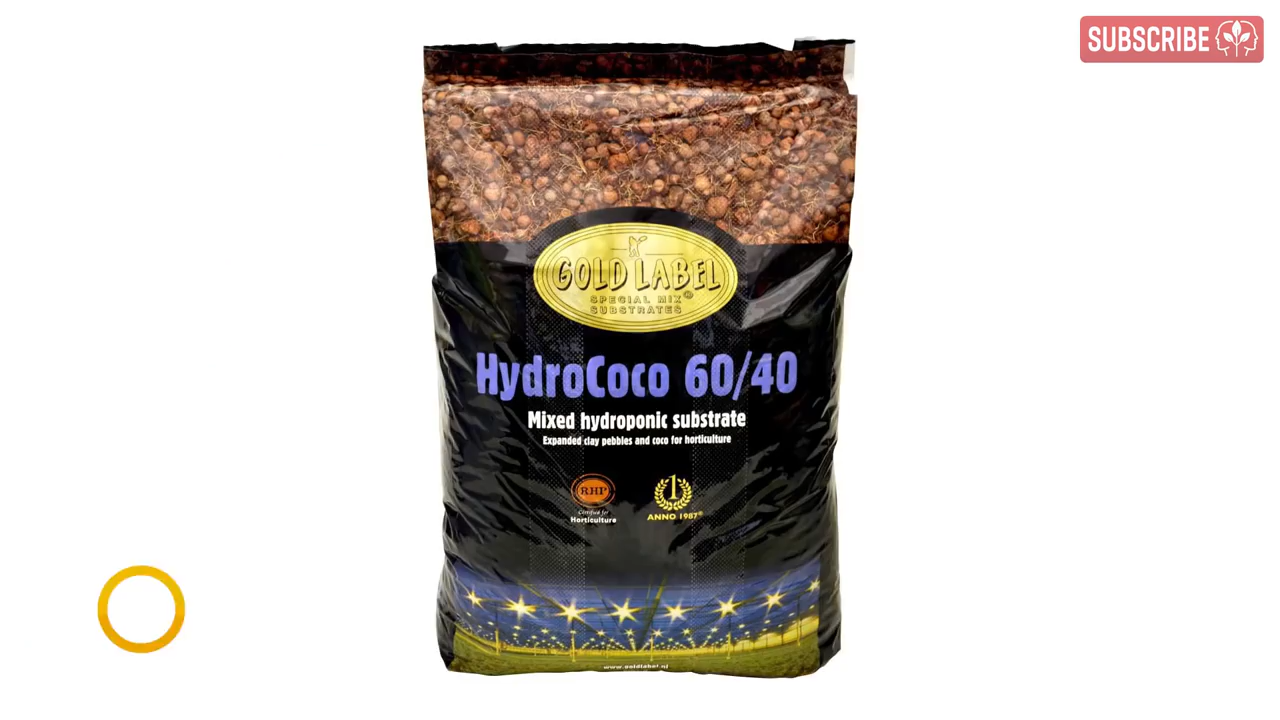 SUBSCRIBE
GOLD LABEL
SPECIAL MIX®
SUBSTRATES
HydroCoco 60/40
Mixed hydroponic substrate
Expanded clay pebbles and coco for horticulture
RHP
Certified for
Horticulture
1
ANNO 1987®
www.goldlabel.nl